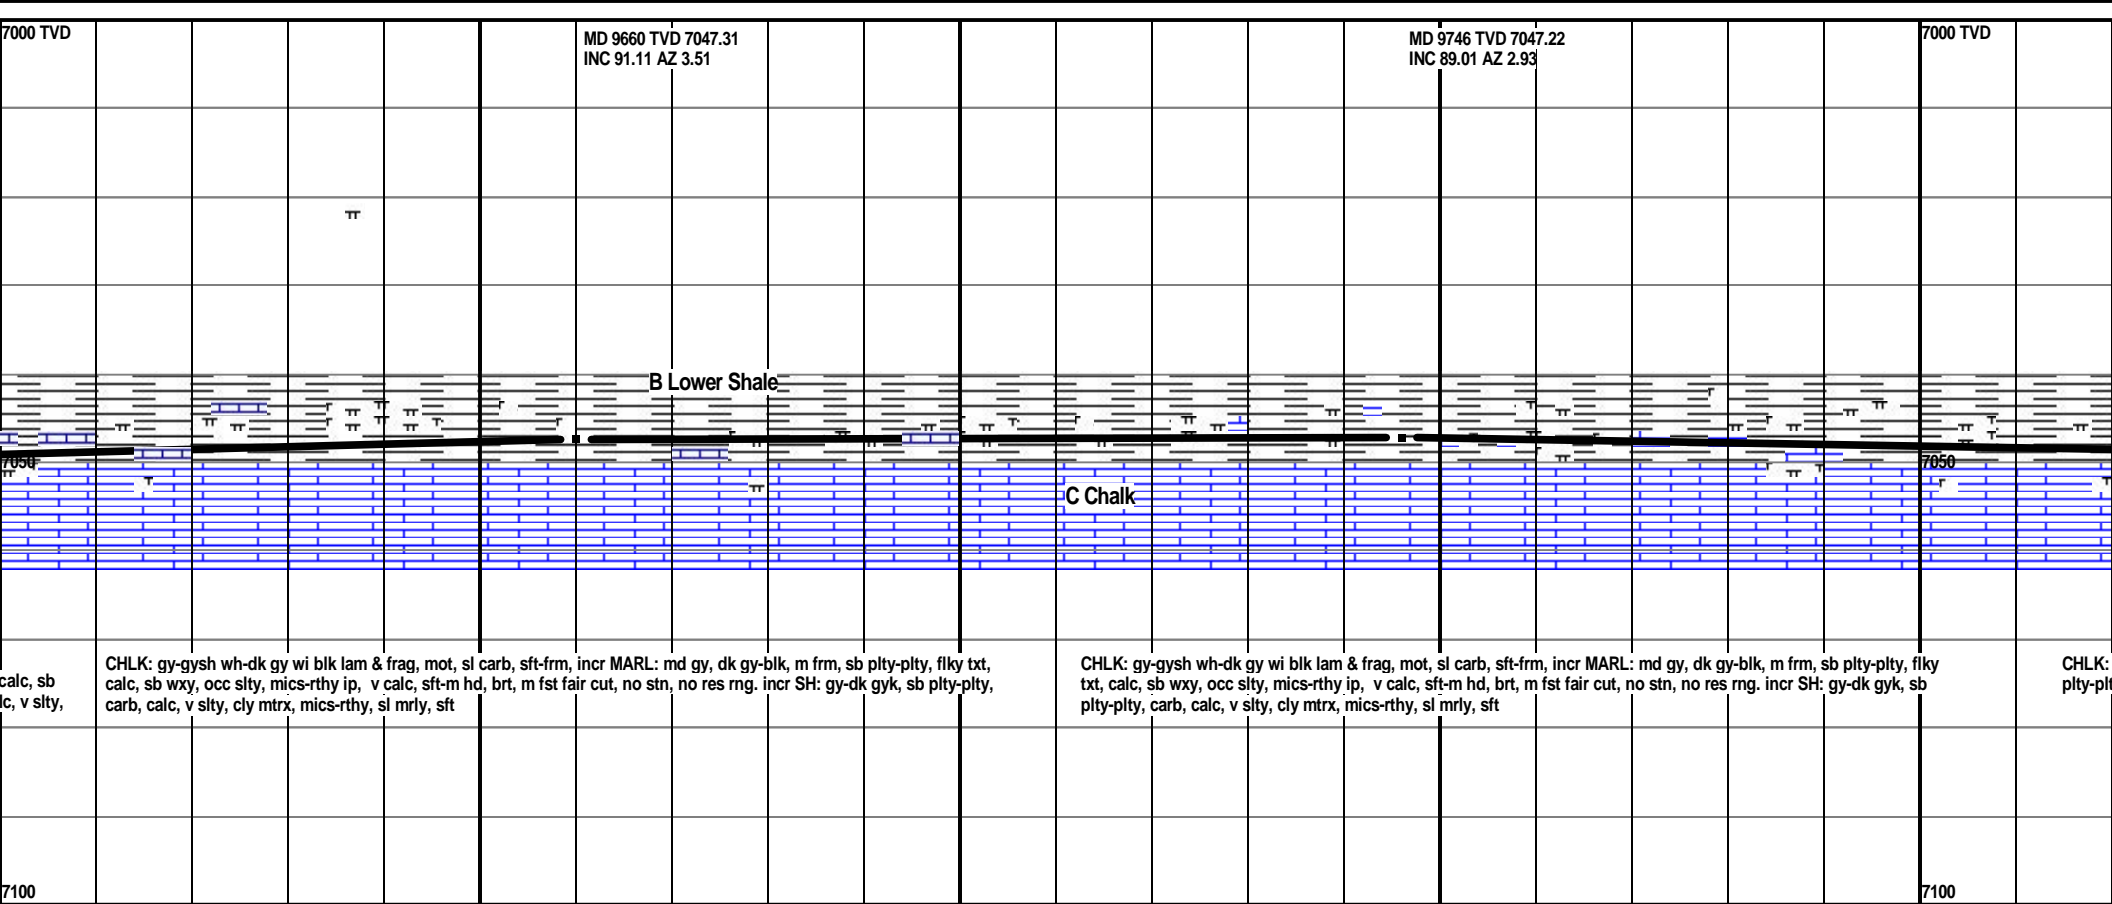 7000 TVD
MD 9660 TVD 7047.31
INC 91.11 AZ 3.51
MD 9746 TVD 7047.22
INC 89.01 AZ 2.93
7000 TVD
B Lower Shale
7050
7050
C Chalk
calc, sb
lc, v slty,
CHLK: gy-gysh wh-dk gy wi blk lam & frag, mot, sl carb, sft-frm, incr MARL: md gy, dk gy-blk, m frm, sb plty-plty, flky txt,
calc, sb wxy, occ slty, mics-rthy ip, v calc, sft-m hd, brt, m fst fair cut, no stn, no res rng. incr SH: gy-dk gyk, sb plty-plty,
carb, calc, v slty, cly mtrx, mics-rthy, sl mrly, sft
CHLK: gy-gysh wh-dk gy wi blk lam & frag, mot, sl carb, sft-frm, incr MARL: md gy, dk gy-blk, m frm, sb plty-plty, flky
txt, calc, sb wxy, occ slty, mics-rthy ip, v calc, sft-m hd, brt, m fst fair cut, no stn, no res rng. incr SH: gy-dk gyk, sb
plty-plty, carb, calc, v slty, cly mtrx, mics-rthy, sl mrly, sft
CHLK:
plty-plt
7100
7100